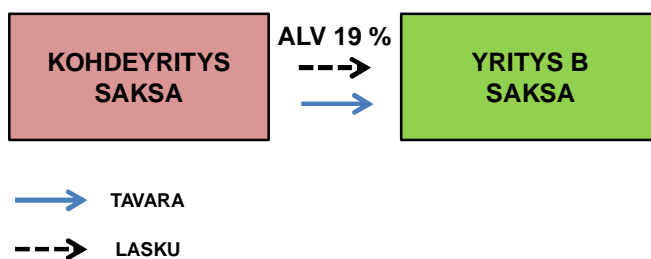 ALV 19 %
KOHDEYRITYS
SAKSA
YRITYS B
SAKSA
TAVARA
LASKU